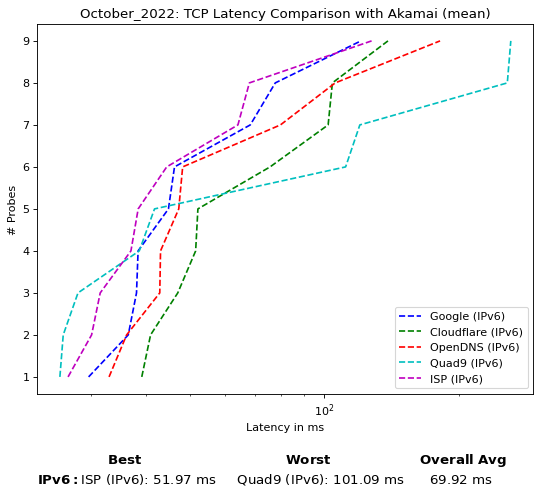 October_2022: TCP Latency Comparison with Akamai (mean)
# Probes
9
8
7
6
5
4
3
2
1
Google (IPv6)
Cloudflare (IPv6)
OpenDNS (IPv6)
Quad9 (IPv6)
ISP (IPv6)
10²
Latency in ms
Best Worst Overall Avg
IPv6: ISP (IPv6): 51.97 ms Quad9 (IPv6): 101.09 ms 69.92 ms